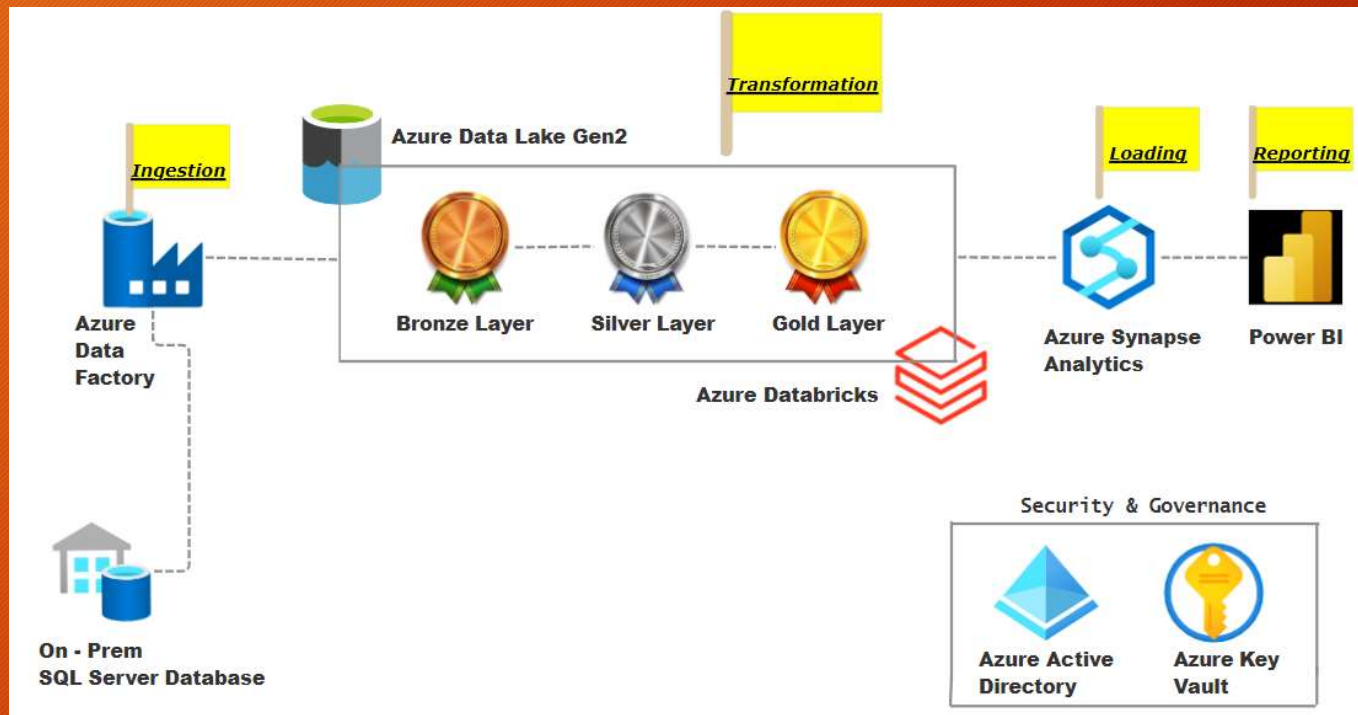 Transformation
Azure Data Lake Gen2
Ingestion
Loading
Reporting
Bronze Layer
Silver Layer
Gold Layer
Azure
Data
Factory
Azure Synapse
Analytics
Power BI
Azure Databricks
Security & Governance
On - Prem
SQL Server Database
Azure Active
Directory
Azure Key
Vault